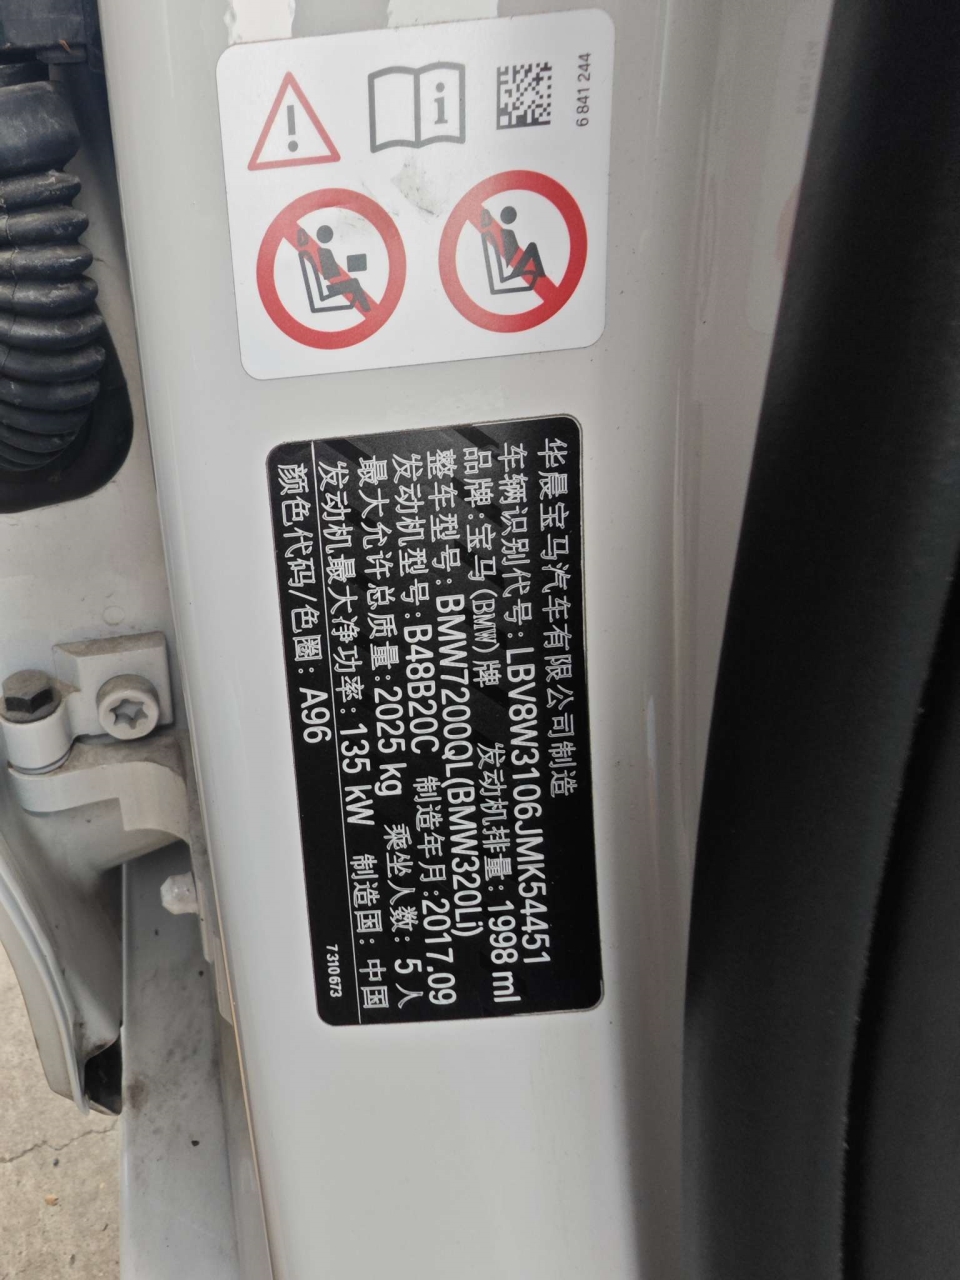 6 841 244
华晨宝马汽车有限公司制造
车辆识别代号:LBV8W3106JMK54451
品牌:宝马(BMW)牌 发动机排量:1998 ml
整车型号:BMW7200QL(BMW320Li)
发动机型号:B48B20C 制造年月:2017.09
最大允许总质量:2025 kg 乘坐人数:5人
发动机最大净功率:135 kW 制造国:中国
颜色代码/色圈:A96
7 310 673